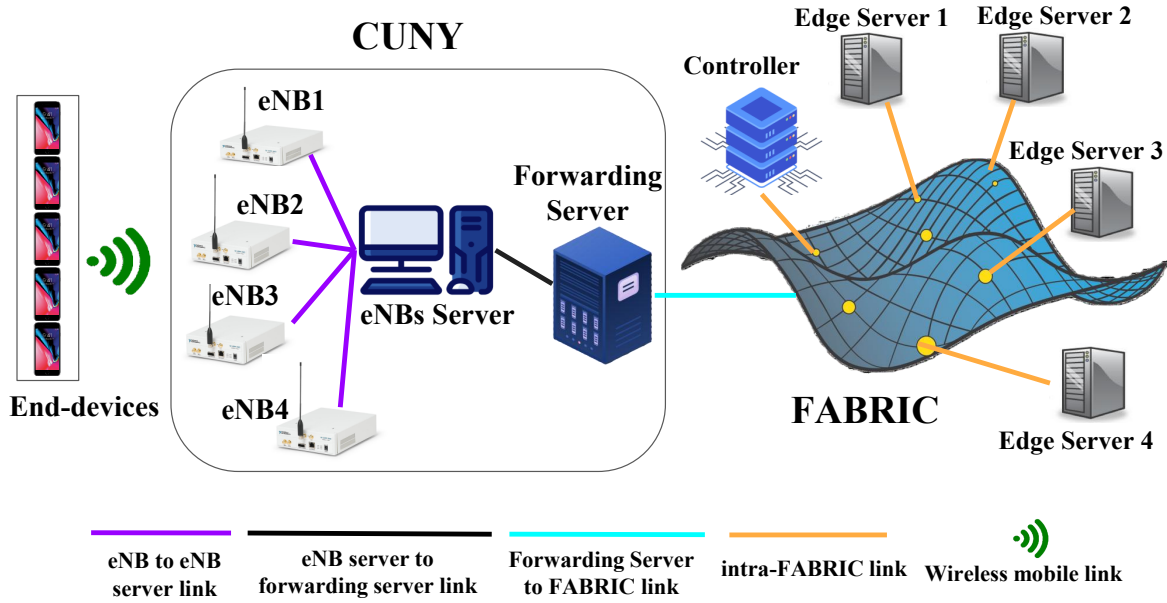 CUNY
eNB1
eNB2
eNB3
eNB4
eNBs Server
Forwarding
Server
End-devices
Controller
Edge Server 1
Edge Server 2
Edge Server 3
Edge Server 4
FABRIC
eNB to eNB
server link
eNB server to
forwarding server link
Forwarding Server
to FABRIC link
intra-FABRIC link
Wireless mobile link